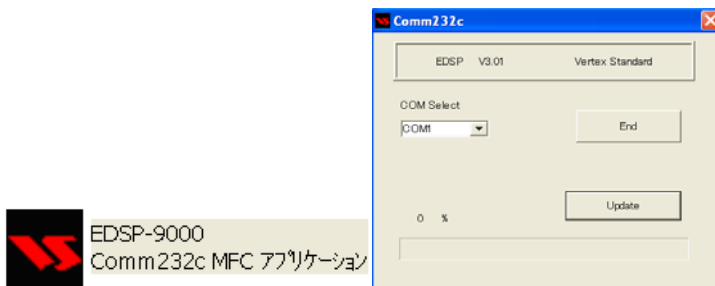 Comm232c
EDSP V3.01 Vertex Standard
COM Select
COM1
End
Update
0 %
EDSP-9000
Comm232c MFC アプリケーション